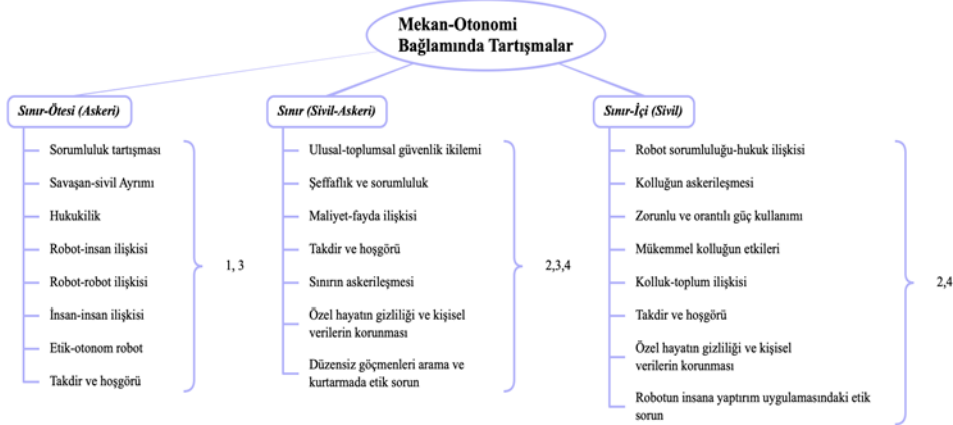 Mekan-Otonomi
Bağlamında Tartışmalar
Sınır-Ötesi (Askeri)
Sorumluluk tartışması
Savaşan-sivil Ayrımı
Hukukilik
Robot-insan ilişkisi
Robot-robot ilişkisi
İnsan-insan ilişkisi
Etik-otonom robot
Takdir ve hoşgörü
1, 3
Sınır (Sivil-Askeri)
Ulusal-toplumsal güvenlik ikilemi
Şeffaflık ve sorumluluk
Maliyet-fayda ilişkisi
Takdir ve hoşgörü
Sınırın askerileşmesi
Özel hayatın gizliliği ve kişisel
verilerin korunması
Düzensiz göçmenleri arama ve
kurtarmada etik sorun
2,3,4
Sınır-İçi (Sivil)
Robot sorumluluğu-hukuk ilişkisi
Kolluğun askerileşmesi
Zorunlu ve orantılı güç kullanımı
Mükemmel kolluğun etkileri
Kolluk-toplum ilişkisi
Takdir ve hoşgörü
Özel hayatın gizliliği ve kişisel
verilerin korunması
Robotun insana yaptırım uygulamasındaki etik
sorun
2,4